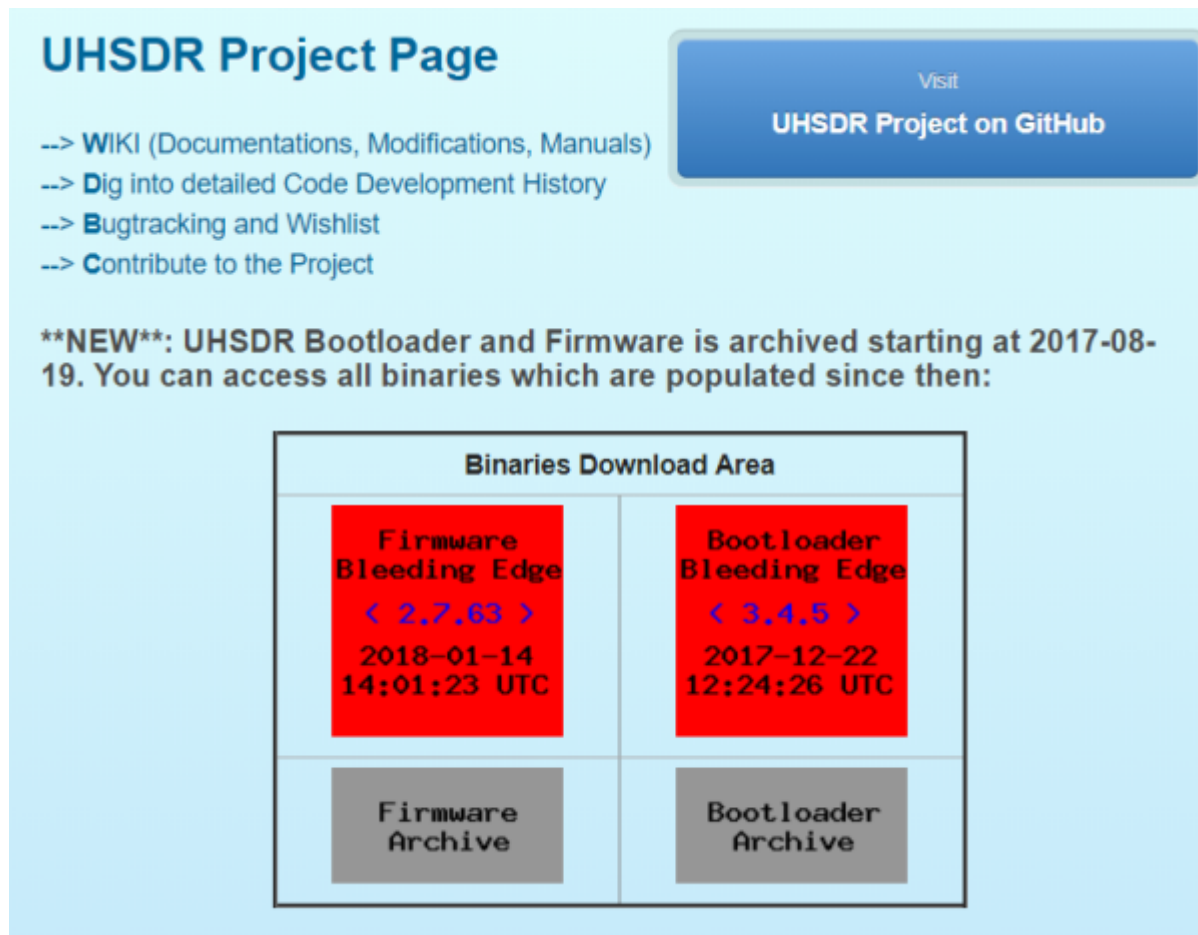 UHSDR Project Page
Visit
UHSDR Project on GitHub
--> WIKI (Documentations, Modifications, Manuals)
--> Dig into detailed Code Development History
--> Bugtracking and Wishlist
--> Contribute to the Project
**NEW**: UHSDR Bootloader and Firmware is archived starting at 2017-08-
19. You can access all binaries which are populated since then:
Binaries Download Area
Firmware
Bleeding Edge
< 2.7.63 >
2018-01-14
14:01:23 UTC
Bootloader
Bleeding Edge
< 3.4.5 >
2017-12-22
12:24:26 UTC
Firmware
Archive
Bootloader
Archive